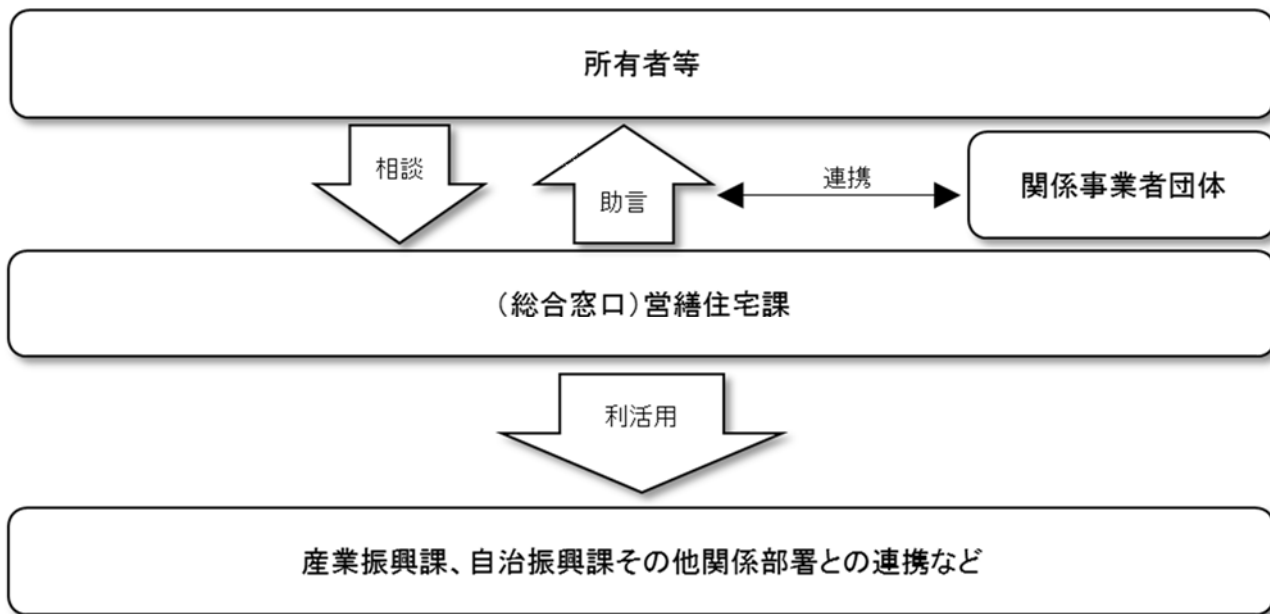 所有者等
相談
助言
連携
関係事業者団体
（総合窓口）営繕住宅課
利活用
産業振興課、自治振興課その他関係部署との連携など